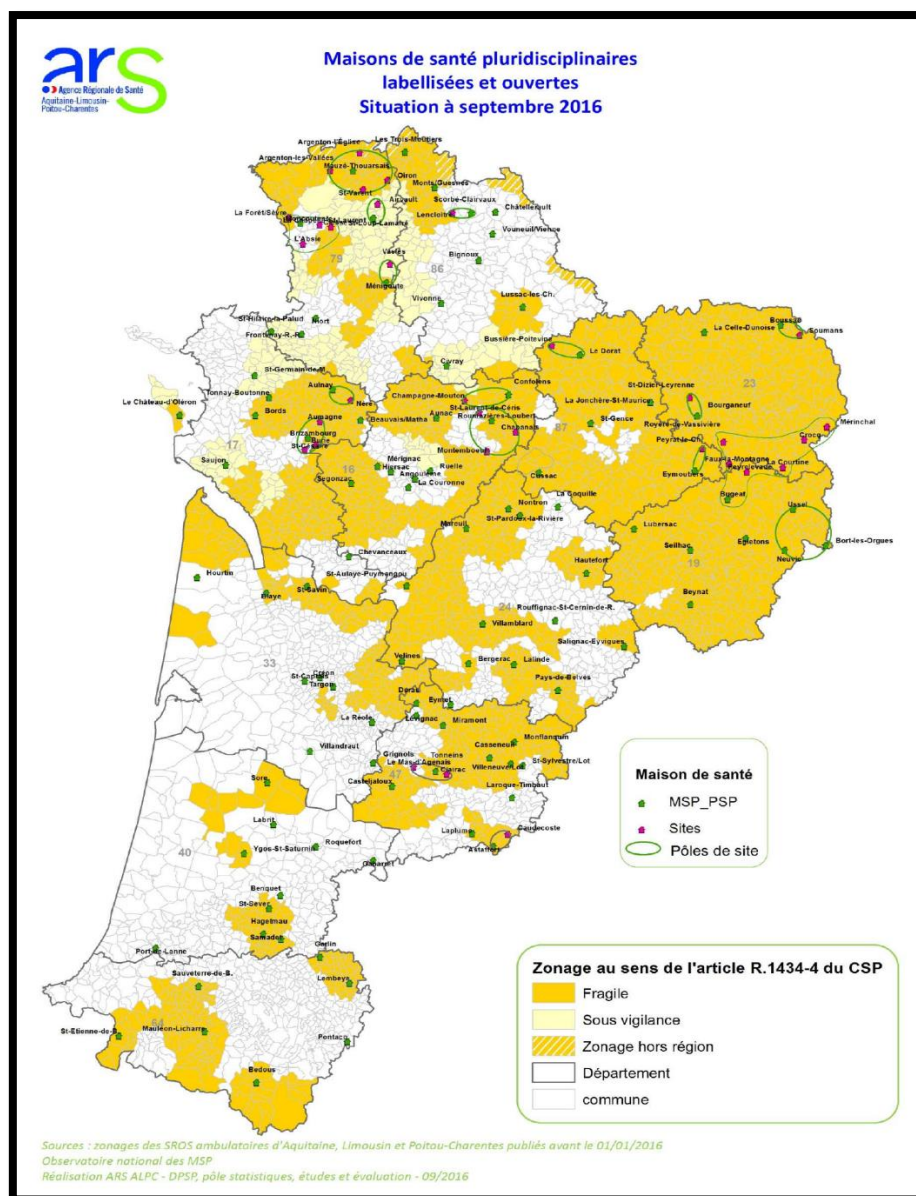 ars
Agence Régionale de Santé
Aquitaine-Limousin-
Poitou-Charentes
Maisons de santé pluridisciplinaires
labellisées et ouvertes
Situation à septembre 2016
Argenton-l'Église
Les Trois-Moutiers
Argenton-les-Vallées
Mauzé-Thouarsais
Oiron
St-Varent
Monts/Guesnes
Airvault
Scorbé-Clairvaux
Lencloître
Châtellerault
La Forêt/Sèvre
Vouneuil/Vienne
L'Absie
79
86
Bignoux
Ménigoute
Vivonne
Lussac-les-Ch.
St-Hilaire-la-Palud
Niort
Frontenay-R.-R.
Bussière-Poitevine
Le Dorat
La Celle-Dunoise
Boussac
Soumans
Civray
St-Germain-de-M.
23
Le Château-d'Oléron
Tonnay-Boutonne
Aulnay
Néré
Champagne-Mouton
Confolens
St-Dizier-Leyrenne
Bourganeuf
La Jonchère-St-Maurice
Bords
Aumagne
Beauvais/Matha
Aunac
St-Laurent-de-Céris
Roumazières-Loubert
Chabanais
87
St-Gence
Royère-de-Vassivière
Mérinchal
Crocq
Brizambourg
Burie
St-Césaire
17
Saujon
Montemboeuf
Peyrat-le-Ch.
Faux-la-Montagne
La Courtine
Peyrelevade
Eymoutiers
Mérignac
Hiersac
Ruelle
Angoulême
La Couronne
16
Segonzac
Cussac
Bugeat
Ussel
Nontron
La Coquille
St-Pardoux-la-Rivière
Mareuil
Lubersac
Seilhac
Egletons
Bort-les-Orgues
Neuvic
19
Chevanceaux
Hourtin
St-Aulaye-Puymangou
Hautefort
Beynat
Blaye
St-Savin
24
Rouffignac-St-Cernin-de-R.
Villamblard
Salignac-Eyvigues
33
Vélines
Bergerac
Lalinde
Créon
St-Caprais
Targon
Pays-de-Belves
Duras
Eymet
La Réole
Lévignac
Miramont
Villandraut
Grignols
Tonneins
Casseneuil
Monflanquin
Le Mas-d'Agenais
Clairac
Villeneuve/Lot
St-Sylvestre/Lot
47
Casteljaloux
Laroque-Timbaut
Sore
Labrit
Laplume
Caudecoste
Astaffort
40
Ygos-St-Saturnin
Roquefort
Gabarret
Benquet
St-Sever
Hagetmau
Samadet
Port-de-Lanne
Garlin
Sauveterre-de-B.
Lembeye
64
St-Etienne-de-B.
Mauléon-Licharre
Pontacq
Bedous
Maison de santé
MSP_PSP
Sites
Pôles de site
Zonage au sens de l'article R.1434-4 du CSP
Fragile
Sous vigilance
Zonage hors région
Département
commune
Sources : zonages des SROS ambulatoires d'Aquitaine, Limousin et Poitou-Charentes publiés avant le 01/01/2016
Observatoire national des MSP
Réalisation ARS ALPC - DPSP, pôle statistiques, études et évaluation - 09/2016